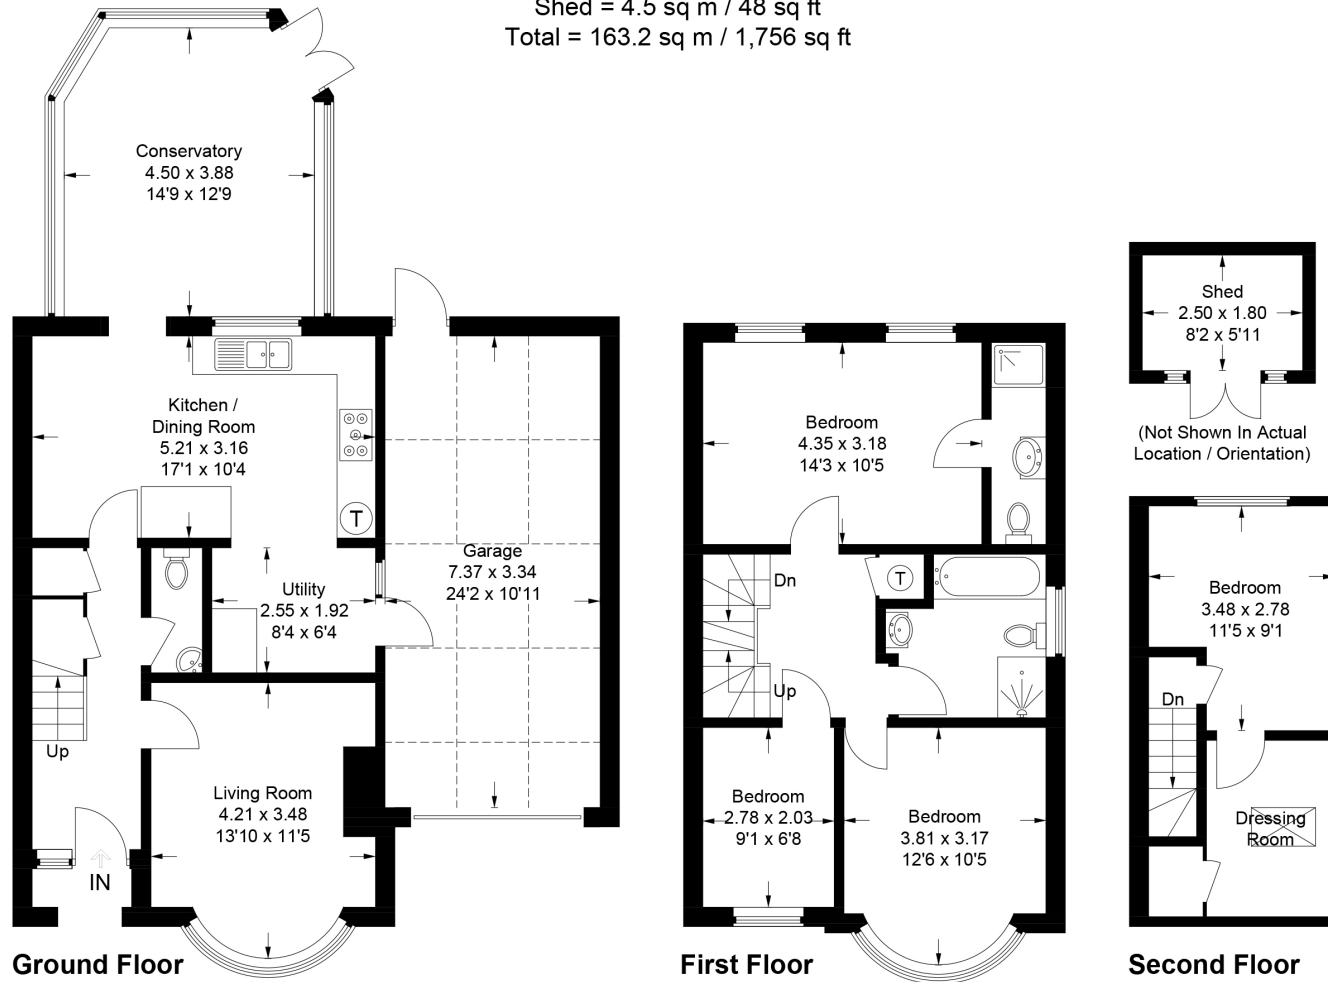 Shed = 4.5 sq m / 48 sq ft
Total = 163.2 sq m / 1,756 sq ft
Conservatory
4.50 x 3.88
14'9 x 12'9
Kitchen /
Dining Room
5.21 x 3.16
17'1 x 10'4
T
Utility
2.55 x 1.92
8'4 x 6'4
Garage
7.37 x 3.34
24'2 x 10'11
Up
Living Room
4.21 x 3.48
13'10 x 11'5
IN
Ground Floor
Bedroom
4.35 x 3.18
14'3 x 10'5
Dn
T
Up
Bedroom
2.78 x 2.03
9'1 x 6'8
Bedroom
3.81 x 3.17
12'6 x 10'5
First Floor
Shed
2.50 x 1.80
8'2 x 5'11
(Not Shown In Actual
Location / Orientation)
Bedroom
3.48 x 2.78
11'5 x 9'1
Dn
Dressing
Room
Second Floor